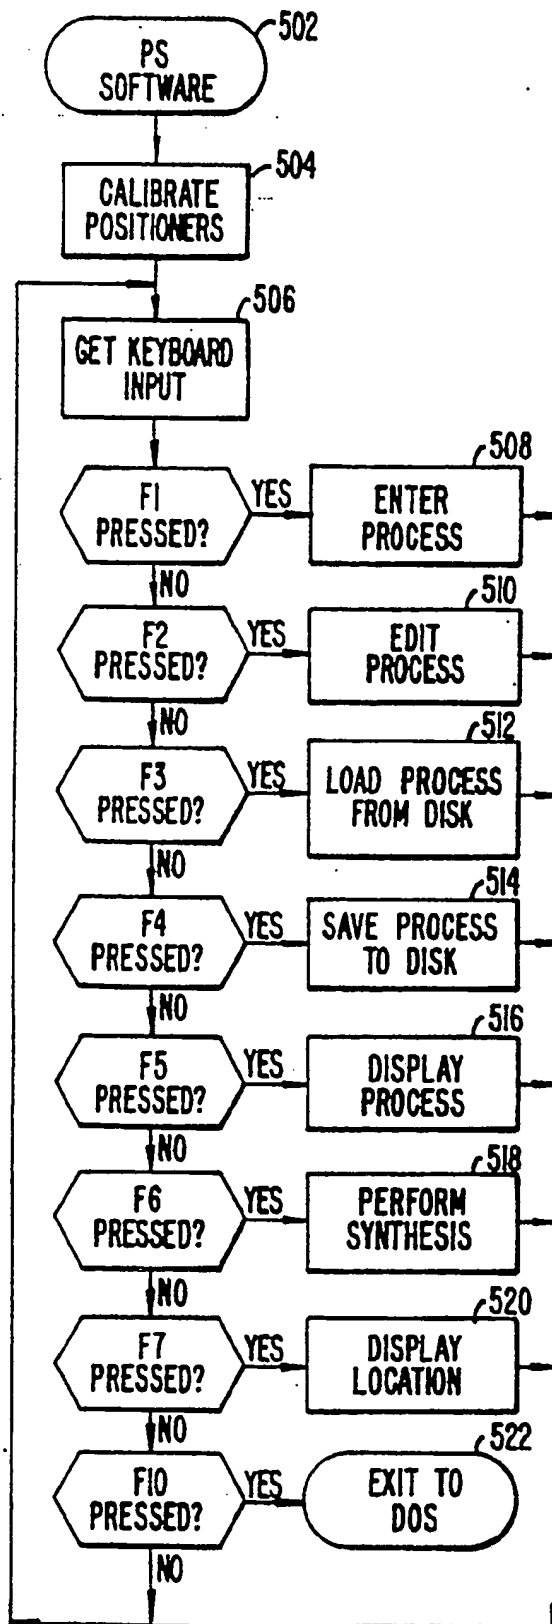 502
PS
SOFTWARE
504
CALIBRATE
POSITIONERS
506
GET KEYBOARD
INPUT
508
F1
PRESSED?
YES
ENTER
PROCESS
NO
510
F2
PRESSED?
YES
EDIT
PROCESS
NO
512
F3
PRESSED?
YES
LOAD PROCESS
FROM DISK
NO
514
F4
PRESSED?
YES
SAVE PROCESS
TO DISK
NO
516
F5
PRESSED?
YES
DISPLAY
PROCESS
NO
518
F6
PRESSED?
YES
PERFORM
SYNTHESIS
NO
520
F7
PRESSED?
YES
DISPLAY
LOCATION
NO
522
F10
PRESSED?
YES
EXIT TO
DOS
NO